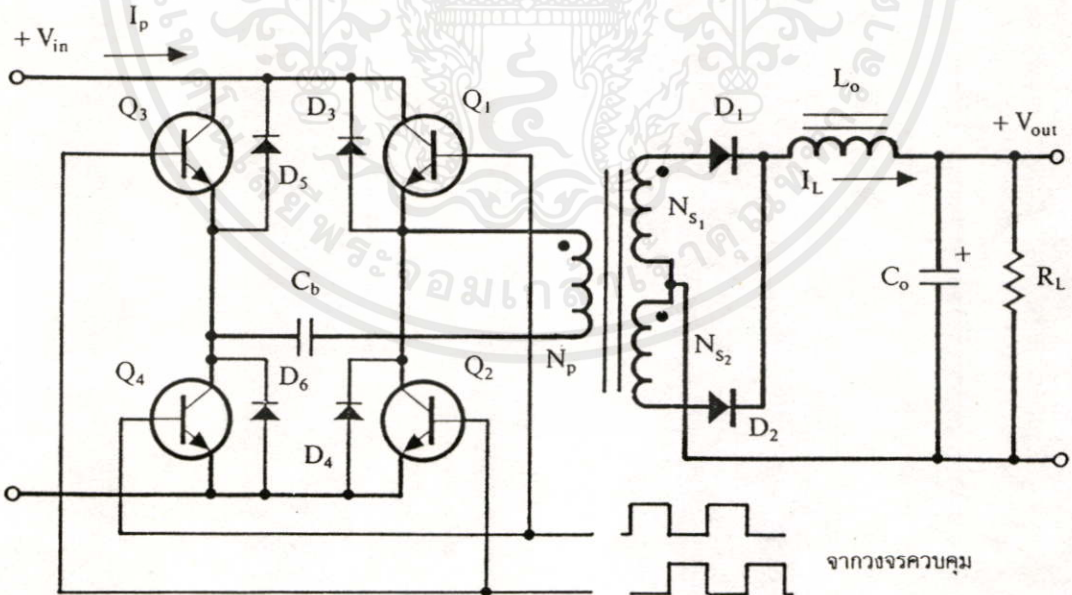 I_p
+ V_in
Q_3
D_3
Q_1
D_5
C_b
Q_4
D_6
Q_2
D_4
N_p
D_1
L_o
+ V_out
I_L
N_S1
C_o
+
R_L
N_S2
D_2
จากวงจรควบคุม